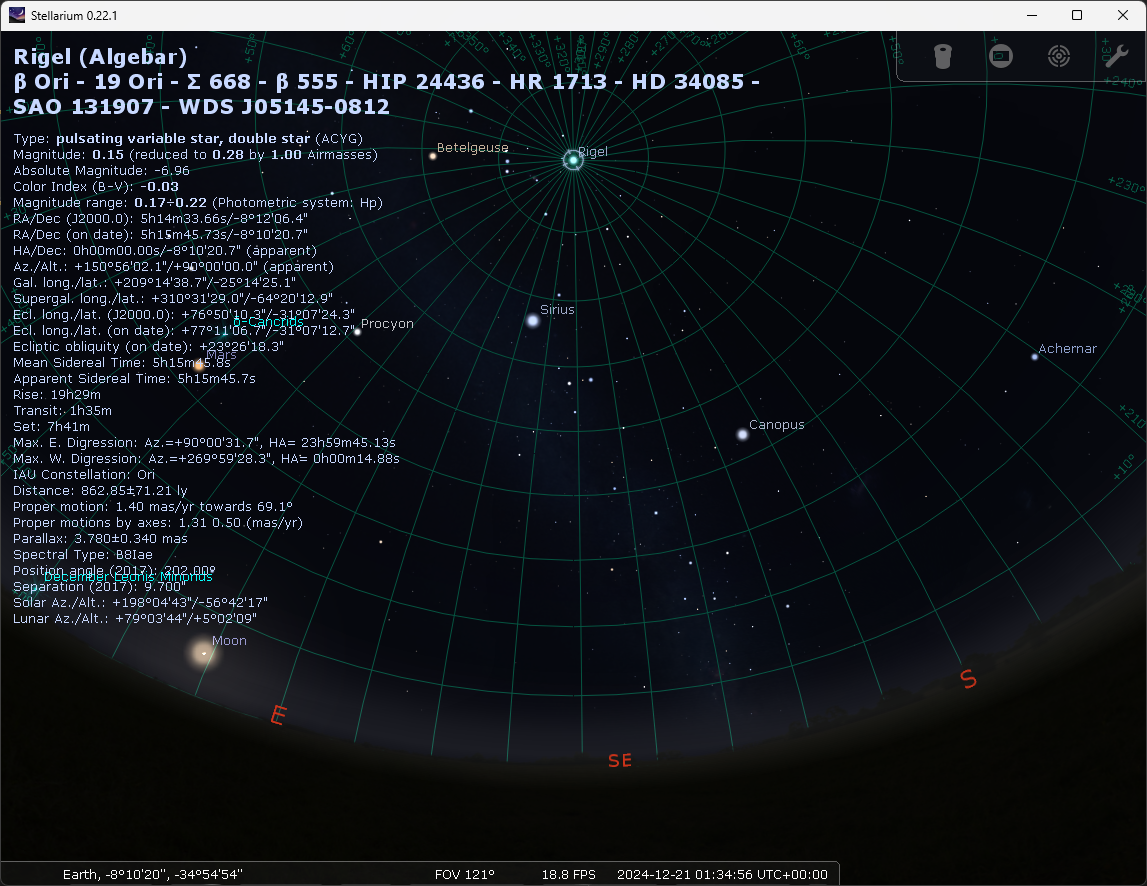 Stellarium 0.22.1
Rigel (Algebar)
β Ori - 19 Ori - Σ 668 - β 555 - HIP 24436 - HR 1713 - HD 34085 -
SAO 131907 - WDS J05145-0812
Type: pulsating variable star, double star (ACYG)
Magnitude: 0.15 (reduced to 0.28 by 1.00 Airmasses)
Absolute Magnitude: -6.96
Color Index (B-V): -0.03
Magnitude range: 0.17÷0.22 (Photometric system: Hp)
RA/Dec (J2000.0): 5h14m33.66s/-8°12'06.4"
RA/Dec (on date): 5h15m45.73s/-8°10'20.7"
HA/Dec: 0h00m00.00s/-8°10'20.7" (apparent)
Az./Alt.: +150°56'02.1"/+90°00'00.0" (apparent)
Gal. long./lat.: +209°14'38.7"/-25°14'25.1"
Supergal. long./lat.: +310°31'29.0"/-64°20'12.9"
Ecl. long./lat. (J2000.0): +76°50'10.3"/-31°07'24.3"
Ecl. long./lat. (on date): +77°11'06.7"/-31°07'12.7"
Ecliptic obliquity (on date): +23°26'18.3"
Mean Sidereal Time: 5h15m45.8s
Apparent Sidereal Time: 5h15m45.7s
Rise: 19h29m
Transit: 1h35m
Set: 7h41m
Max. E. Digression: Az.=+90°00'31.7", HA= 23h59m45.13s
Max. W. Digression: Az.=+269°59'28.3", HA= 0h00m14.88s
IAU Constellation: Ori
Distance: 862.85±71.21 ly
Proper motion: 1.40 mas/yr towards 69.1°
Proper motions by axes: 1.31 0.50 (mas/yr)
Parallax: 3.780±0.340 mas
Spectral Type: B8Iae
Position angle (2017): 202.00°
Separation (2017): 9.700"
Solar Az./Alt.: +198°04'43"/-56°42'17"
Lunar Az./Alt.: +79°03'44"/+5°02'09"
Betelgeuse
Rigel
Sirius
Procyon
Mars
Achernar
Canopus
December Leonis Minorids
Moon
E
SE
S
+50°
+60°
+350°
+340°
+320°
+290°
+280°
+270°
+260°
+60°
+240°
+230°
+210°
+10°
Earth, -8°10'20", -34°54'54"
FOV 121°
18.8 FPS
2024-12-21 01:34:56 UTC+00:00